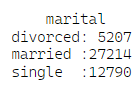 marital
divorced: 5207
married :27214
single  :12790